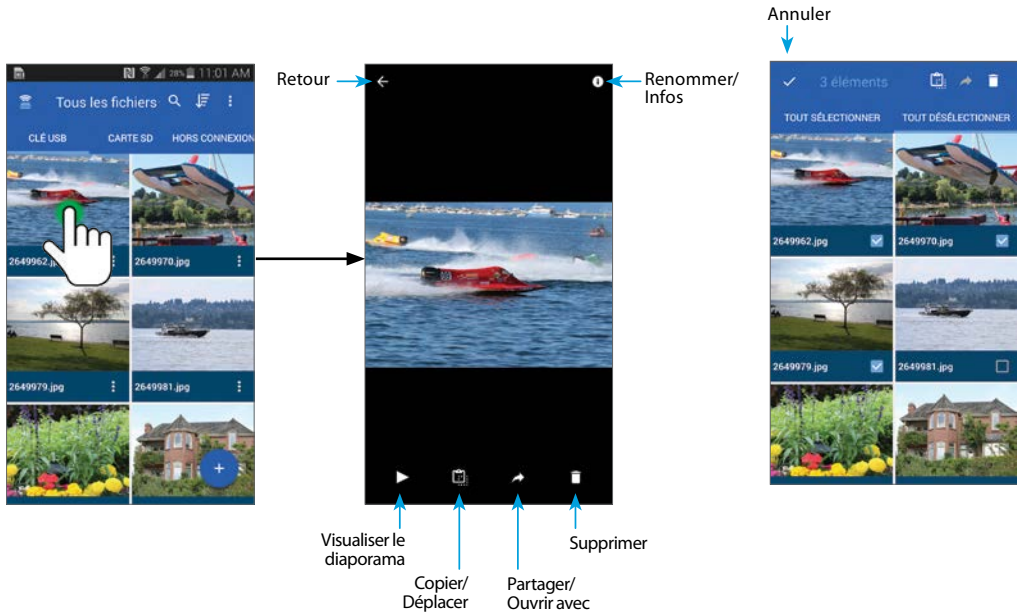 Annuler
28% 11:01 AM
Tous les fichiers
CLÉ USB CARTE SD HORS CONNEXION
2649962.jpg 2649970.jpg
2649979.jpg 2649981.jpg
Retour
Renommer/
Infos
Visualiser le
diaporama
Copier/
Déplacer
Partager/
Ouvrir avec
Supprimer
3 éléments
TOUT SÉLECTIONNER TOUT DÉSÉLECTIONNER
2649962.jpg 2649970.jpg
2649979.jpg 2649981.jpg